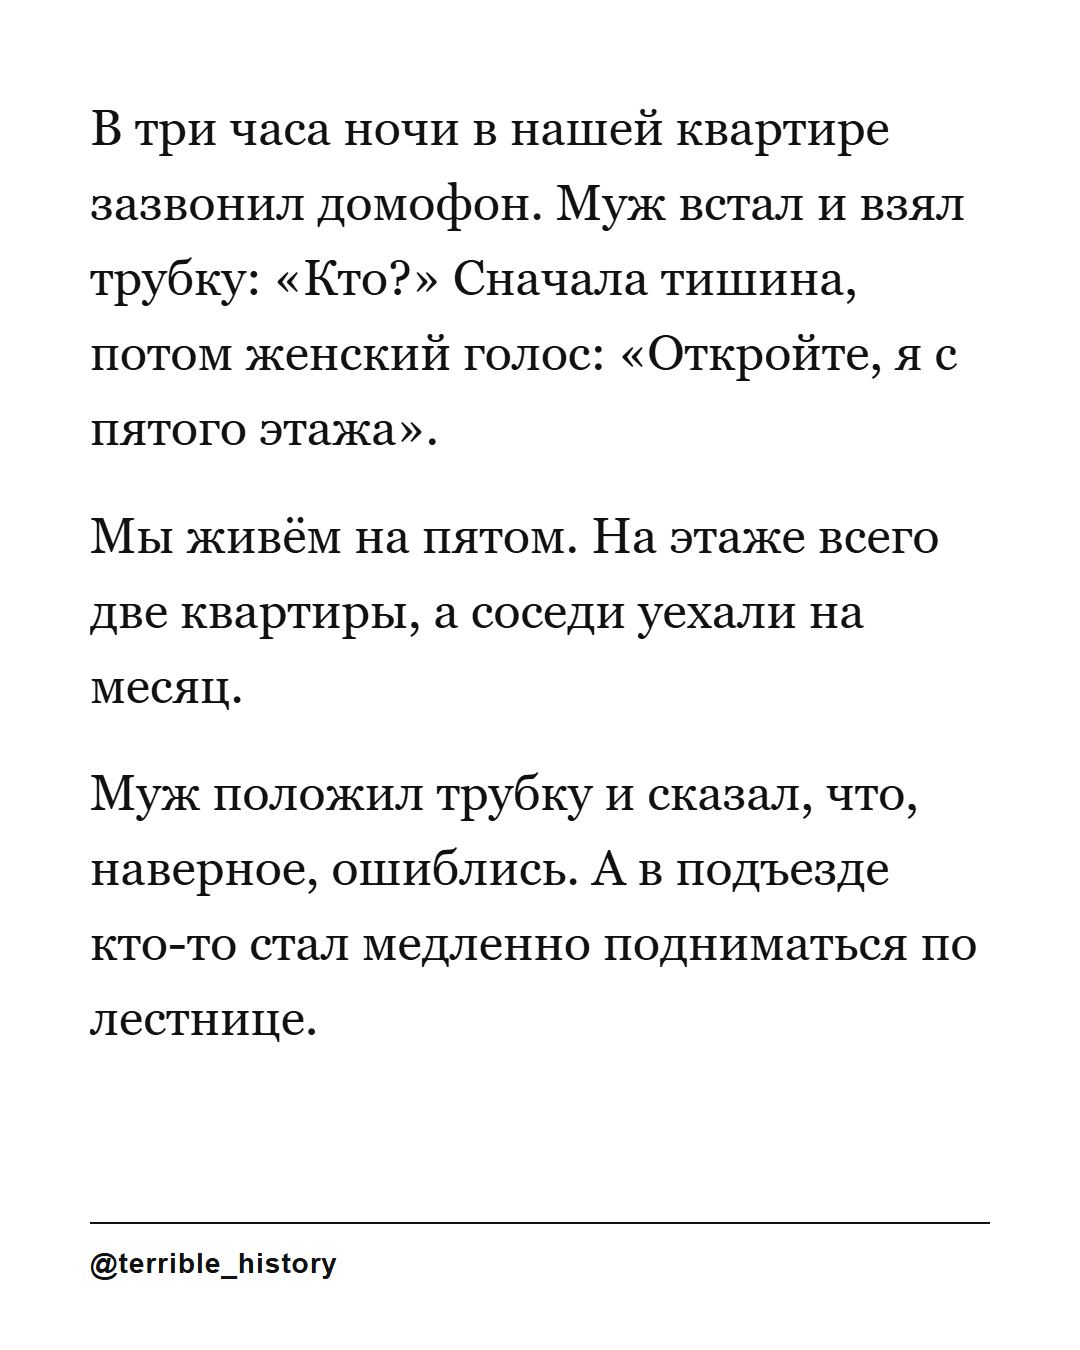 В три часа ночи в нашей квартире
зазвонил домофон. Муж встал и взял
трубку: «Кто?» Сначала тишина,
потом женский голос: «Откройте, я с
пятого этажа».
Мы живём на пятом. На этаже всего
две квартиры, а соседи уехали на
месяц.
Муж положил трубку и сказал, что,
наверное, ошиблись. А в подъезде
кто-то стал медленно подниматься по
лестнице.
@terrible_history